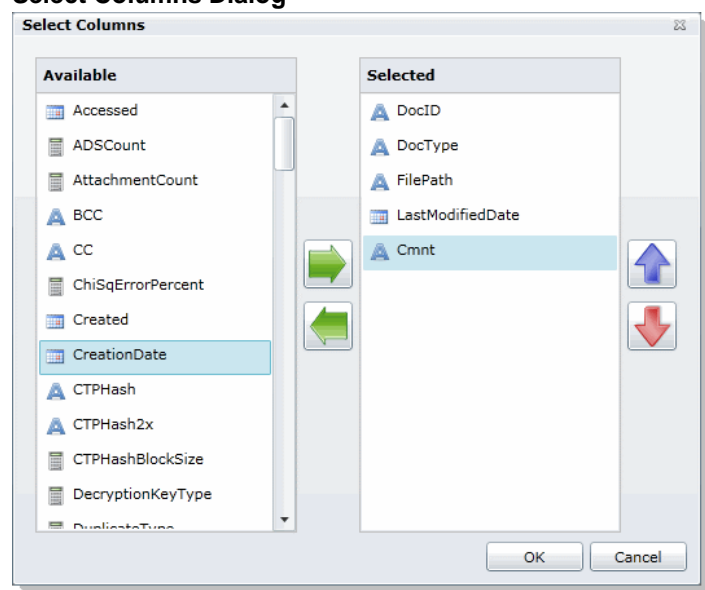 Select Columns Dialog
Select Columns
Available
Accessed
ADSCount
AttachmentCount
BCC
CC
ChiSqErrorPercent
Created
CreationDate
CTPHash
CTPHash2x
CTPHashBlockSize
DecryptionKeyType
DuplicateType
Selected
DocID
DocType
FilePath
LastModifiedDate
Cmnt
OK
Cancel